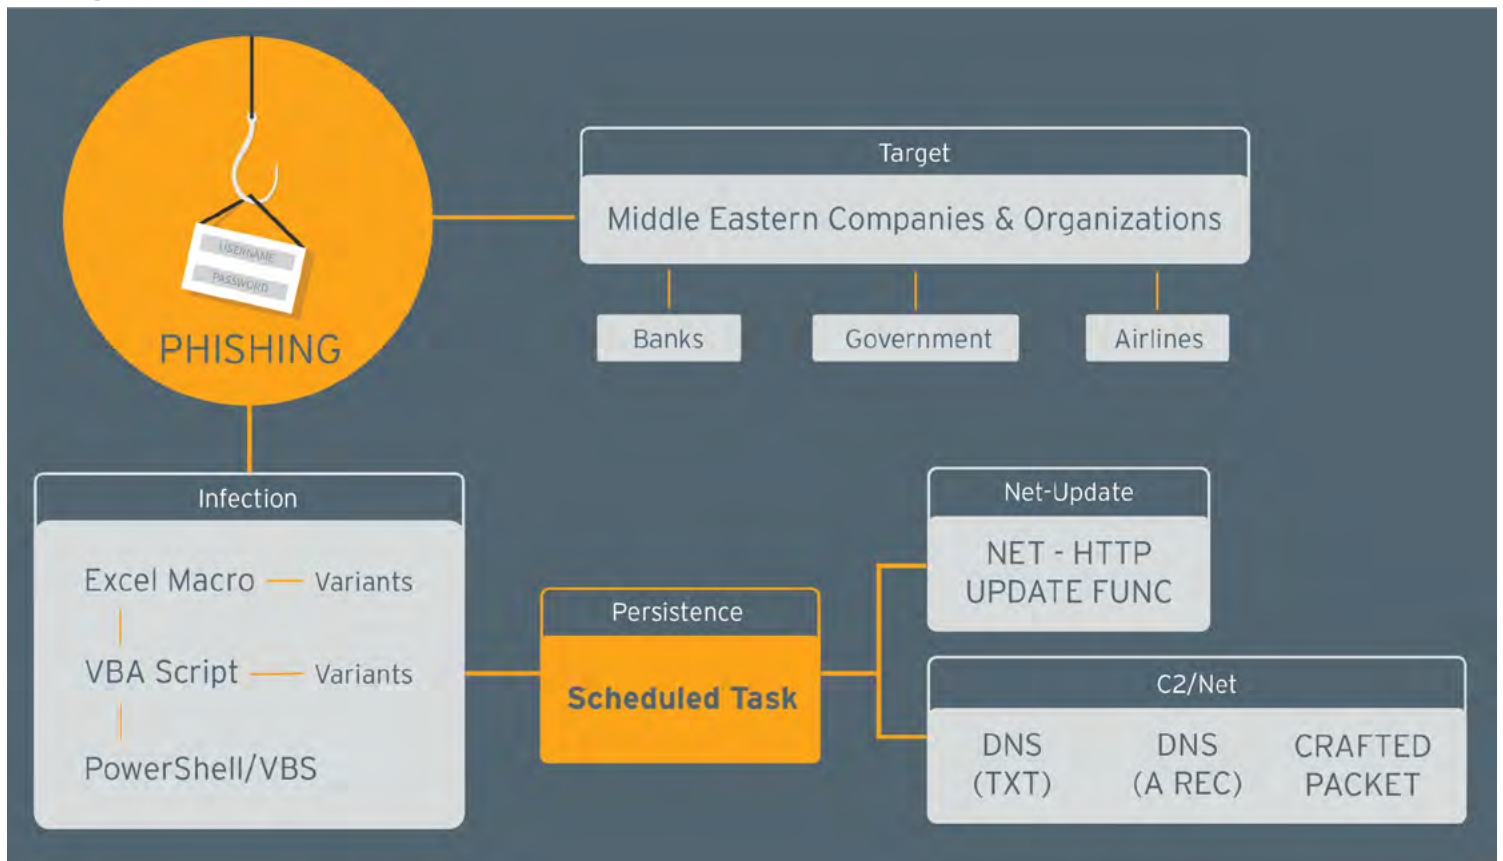 USERNAME
PASSWORD
PHISHING
Target
Middle Eastern Companies & Organizations
Banks
Government
Airlines
Infection
Excel Macro
Variants
VBA Script
Variants
PowerShell/VBS
Persistence
Scheduled Task
Net-Update
NET - HTTP
UPDATE FUNC
C2/Net
DNS
(TXT)
DNS
(A REC)
CRAFTED
PACKET